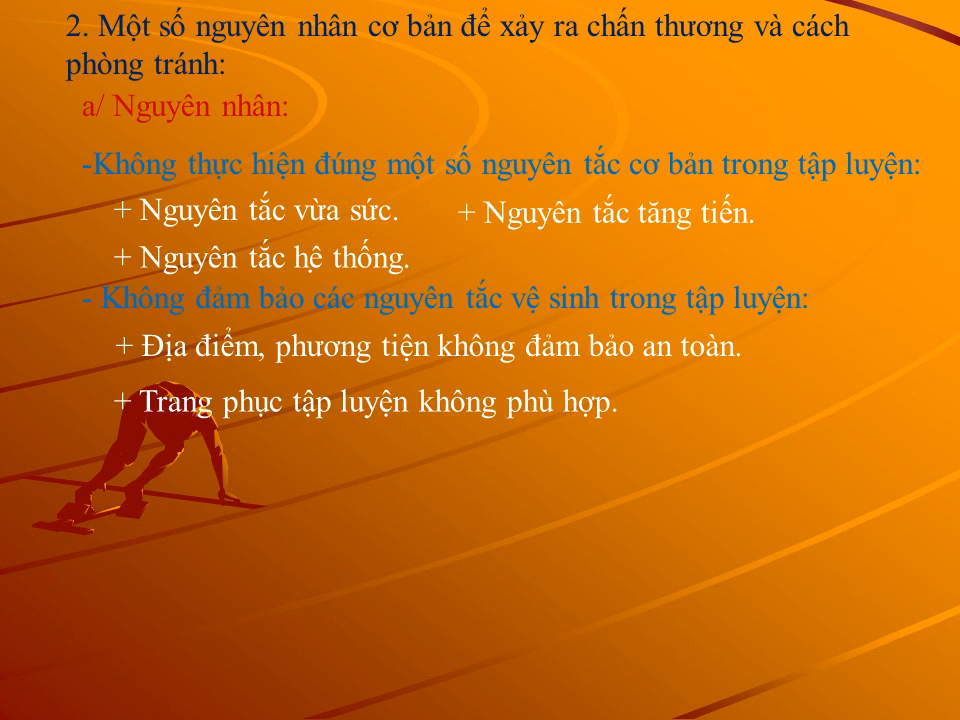 2. Một số nguyên nhân cơ bản để xảy ra chấn thương và cách
phòng tránh:
a/ Nguyên nhân:
-Không thực hiện đúng một số nguyên tắc cơ bản trong tập luyện:
+ Nguyên tắc vừa sức. + Nguyên tắc tăng tiến.
+ Nguyên tắc hệ thống.
- Không đảm bảo các nguyên tắc vệ sinh trong tập luyện:
+ Địa điểm, phương tiện không đảm bảo an toàn.
+ Trang phục tập luyện không phù hợp.